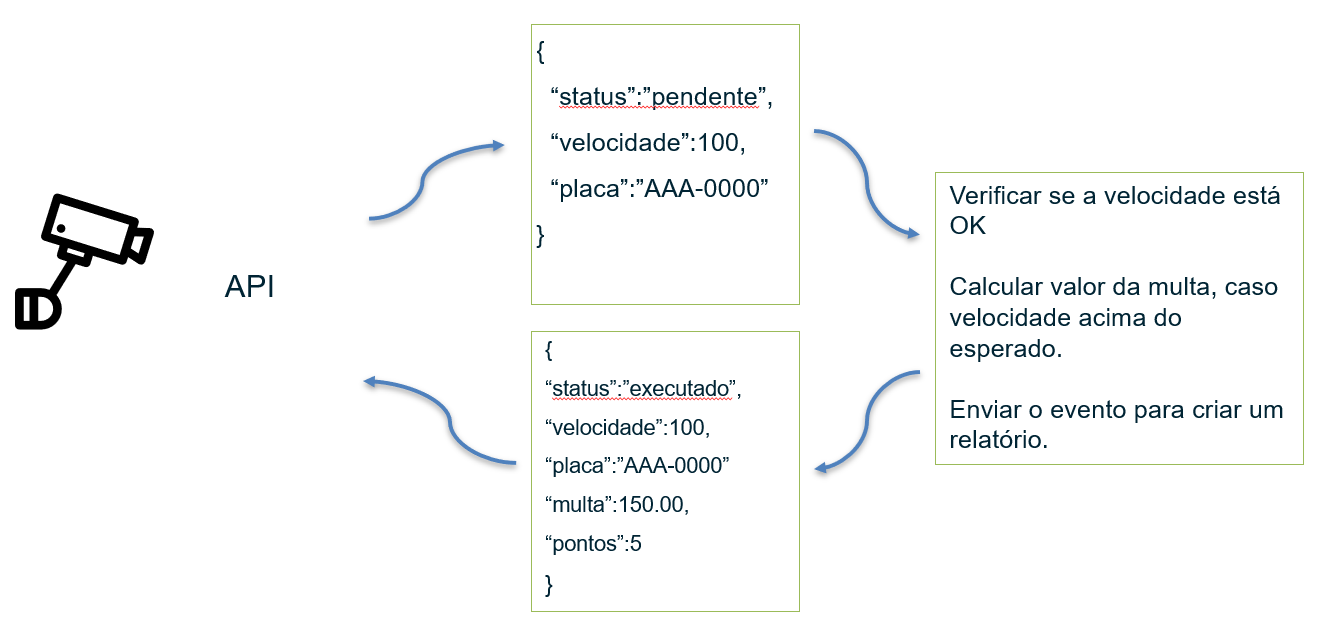 API
{
“status”:”pendente”,
“velocidade”:100,
“placa”:”AAA-0000”
}
Verificar se a velocidade está
OK
Calcular valor da multa, caso
velocidade acima do
esperado.
Enviar o evento para criar um
relatório.
{
“status”:”executado”,
“velocidade”:100,
“placa”:”AAA-0000”
“multa”:150.00,
“pontos”:5
}